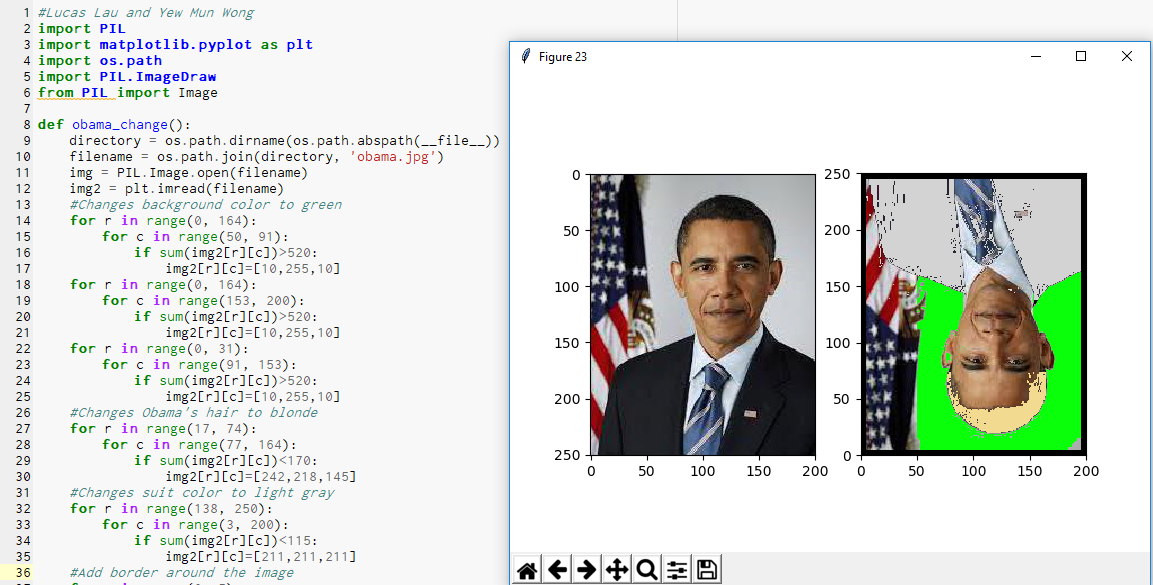 1 #Lucas Lau and Yew Mun Wong
2 import PIL
3 import matplotlib.pyplot as plt
4 import os.path
5 import PIL.ImageDraw
6 from PIL import Image
7
8 def obama_change():
9     directory = os.path.dirname(os.path.abspath(__file__))
10     filename = os.path.join(directory, 'obama.jpg')
11     img = PIL.Image.open(filename)
12     img2 = plt.imread(filename)
13     #Changes background color to green
14     for r in range(0, 164):
15         for c in range(50, 91):
16             if sum(img2[r][c])>520:
17                 img2[r][c]=[10,255,10]
18     for r in range(0, 164):
19         for c in range(153, 200):
20             if sum(img2[r][c])>520:
21                 img2[r][c]=[10,255,10]
22     for r in range(0, 31):
23         for c in range(91, 153):
24             if sum(img2[r][c])>520:
25                 img2[r][c]=[10,255,10]
26     #Changes Obama's hair to blonde
27     for r in range(17, 74):
28         for c in range(77, 164):
29             if sum(img2[r][c])<170:
30                 img2[r][c]=[242,218,145]
31     #Changes suit color to light gray
32     for r in range(138, 250):
33         for c in range(3, 200):
34             if sum(img2[r][c])<115:
35                 img2[r][c]=[211,211,211]
36     #Add border around the image
Figure 23
0
50
100
150
200
250
0 50 100 150 200
250
200
150
100
50
0
0 50 100 150 200